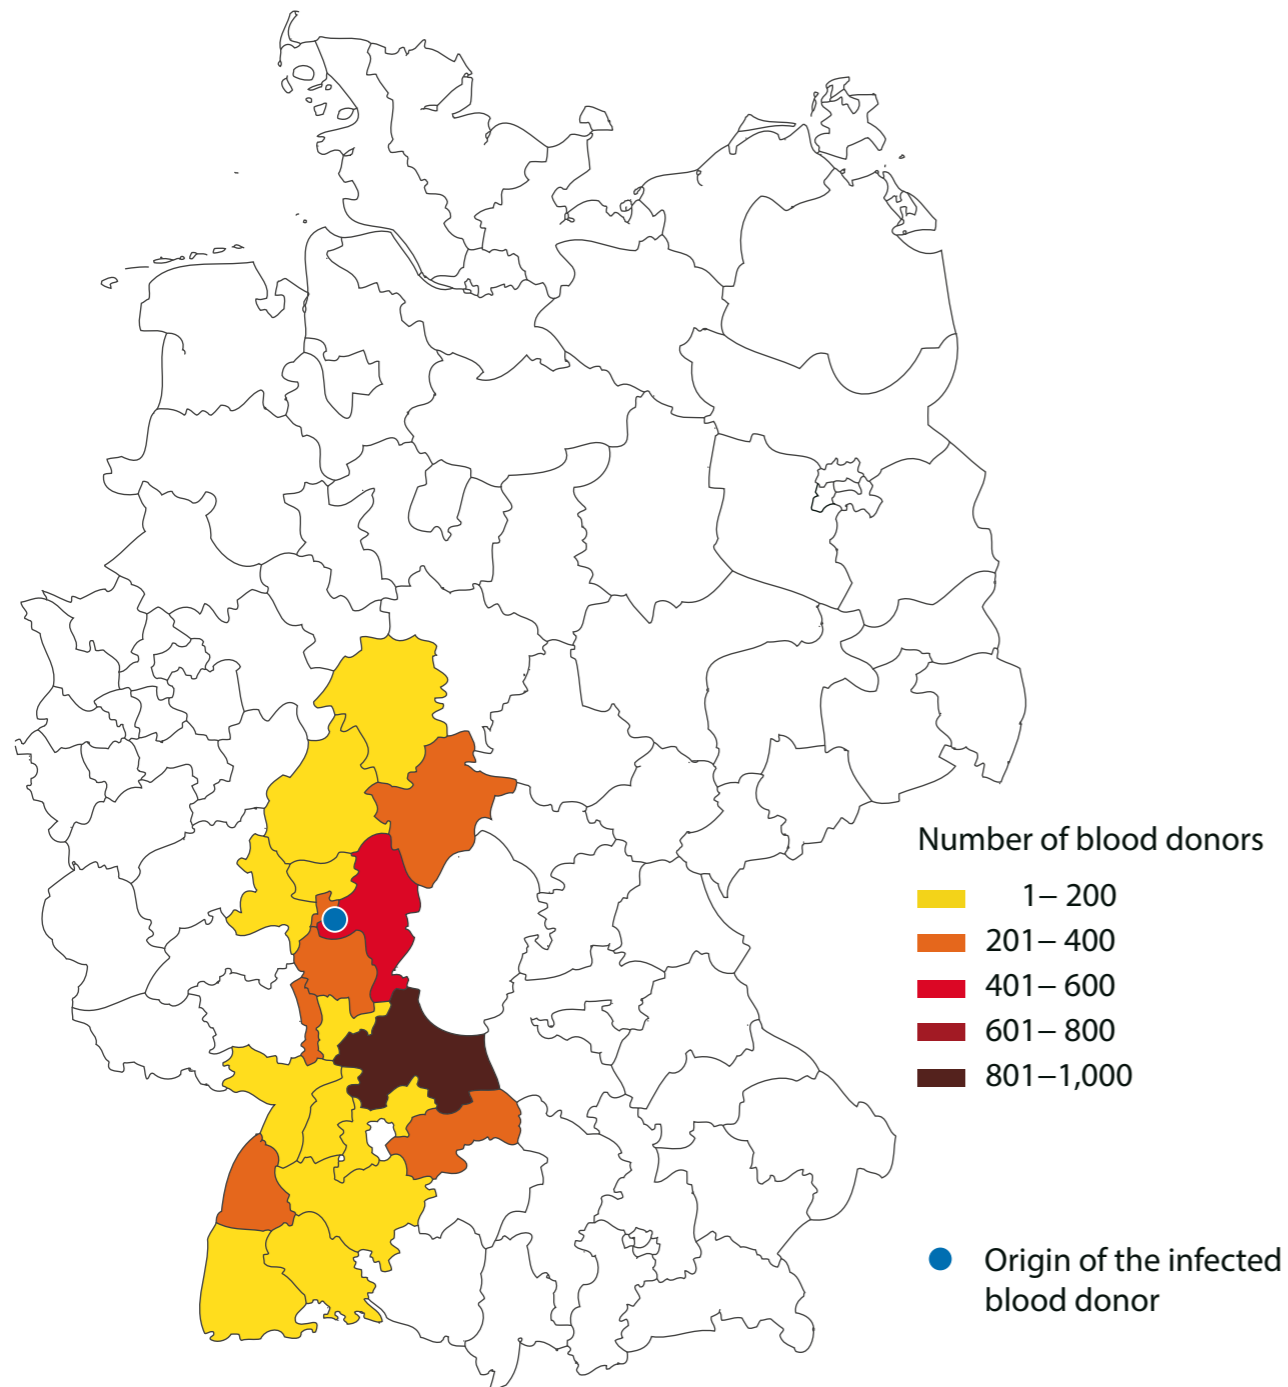 Number of blood donors
1– 200
201– 400
401– 600
601– 800
801–1,000
Origin of the infected
blood donor